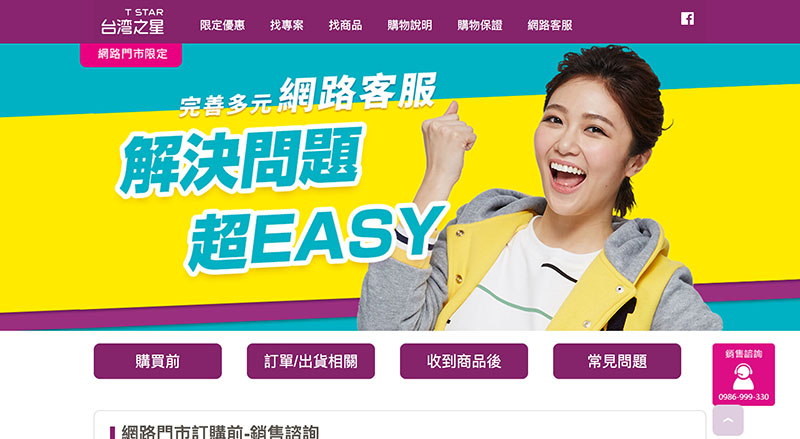 T STAR
台灣之星
限定優惠 找專案 找商品 購物說明 購物保證 網路客服
網路門市限定
完善多元網路客服
解決問題
超EASY
購買前 訂單/出貨相關 收到商品後 常見問題
銷售諮詢
0986-999-330
網路門市訂購前-銷售諮詢